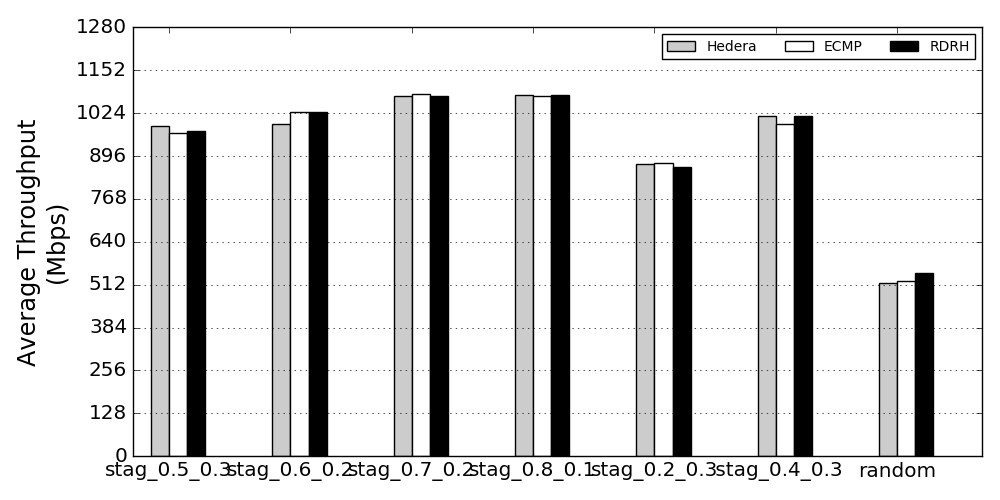 1280
Hedera ECMP RDRH
1152
1024
896
768
640
512
384
256
128
0
Average Throughput
(Mbps)
stag_0.5_0.3 stag_0.6_0.2 stag_0.7_0.2 stag_0.8_0.1 stag_0.2_0.3 stag_0.4_0.3 random